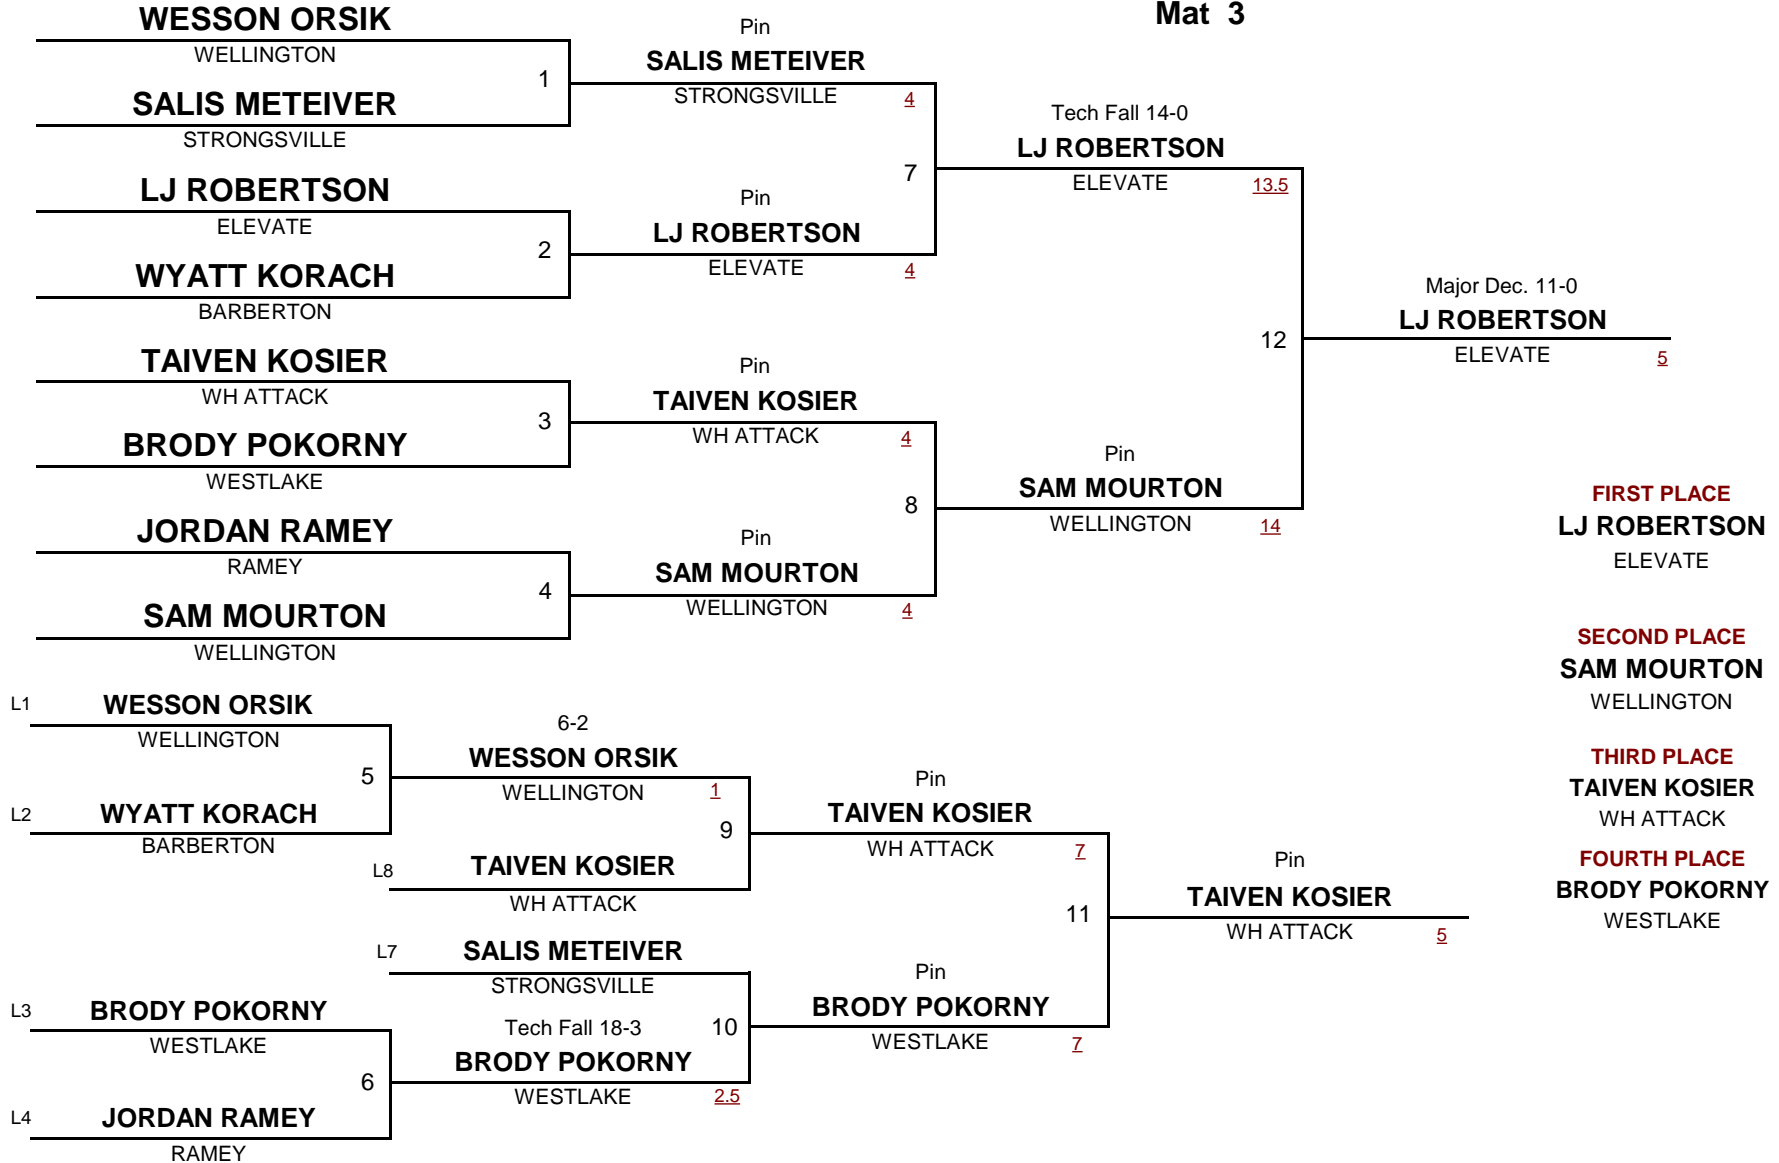 Mat 3
WESSON ORSIK
WELLINGTON
1
SALIS METEIVER
STRONGSVILLE
LJ ROBERTSON
ELEVATE
2
WYATT KORACH
BARBERTON
TAIVEN KOSIER
WH ATTACK
3
BRODY POKORNY
WESTLAKE
JORDAN RAMEY
RAMEY
4
SAM MOURTON
WELLINGTON
Pin
SALIS METEIVER
STRONGSVILLE 4
7
Pin
LJ ROBERTSON
ELEVATE 4
Pin
TAIVEN KOSIER
WH ATTACK 4
8
Pin
SAM MOURTON
WELLINGTON 4
Tech Fall 14-0
LJ ROBERTSON
ELEVATE 13.5
12
Pin
SAM MOURTON
WELLINGTON 14
Major Dec. 11-0
LJ ROBERTSON
ELEVATE 5
FIRST PLACE
LJ ROBERTSON
ELEVATE
SECOND PLACE
SAM MOURTON
WELLINGTON
THIRD PLACE
TAIVEN KOSIER
WH ATTACK
FOURTH PLACE
BRODY POKORNY
WESTLAKE
L1 WESSON ORSIK
WELLINGTON
5
L2 WYATT KORACH
BARBERTON
6-2
WESSON ORSIK
WELLINGTON 1
9
L8 TAIVEN KOSIER
WH ATTACK
L7 SALIS METEIVER
STRONGSVILLE
L3 BRODY POKORNY
WESTLAKE
6
L4 JORDAN RAMEY
RAMEY
Tech Fall 18-3 10
BRODY POKORNY
WESTLAKE 2.5
Pin
TAIVEN KOSIER
WH ATTACK 7
11
Pin
BRODY POKORNY
WESTLAKE 7
Pin
TAIVEN KOSIER
WH ATTACK 5